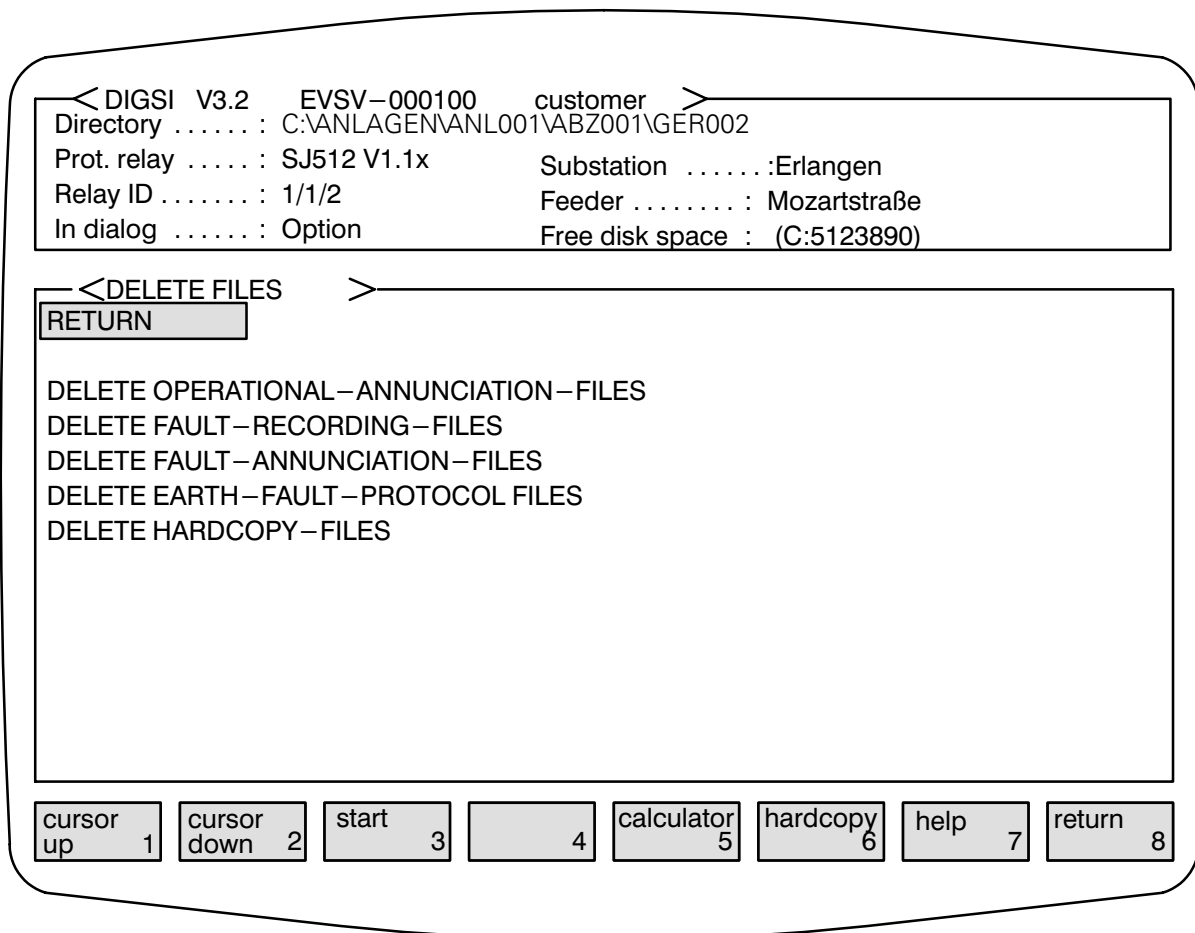 <DIGSI V3.2 EVSV−000100 customer >
Directory . . . . . . : C:\ANLAGEN\ANL001\ABZ001\GER002
Prot. relay . . . . . : SJ512 V1.1x
Substation . . . . . . :Erlangen
Relay ID . . . . . . . : 1/1/2
Feeder . . . . . . . . : Mozartstraße
In dialog . . . . . . : Option
Free disk space : (C:5123890)
<DELETE FILES >
RETURN
DELETE OPERATIONAL−ANNUNCIATION−FILES
DELETE FAULT−RECORDING−FILES
DELETE FAULT−ANNUNCIATION−FILES
DELETE EARTH−FAULT−PROTOCOL FILES
DELETE HARDCOPY−FILES
cursor
up 1
cursor
down 2
start
3
4
calculator
5
hardcopy
6
help
7
return
8